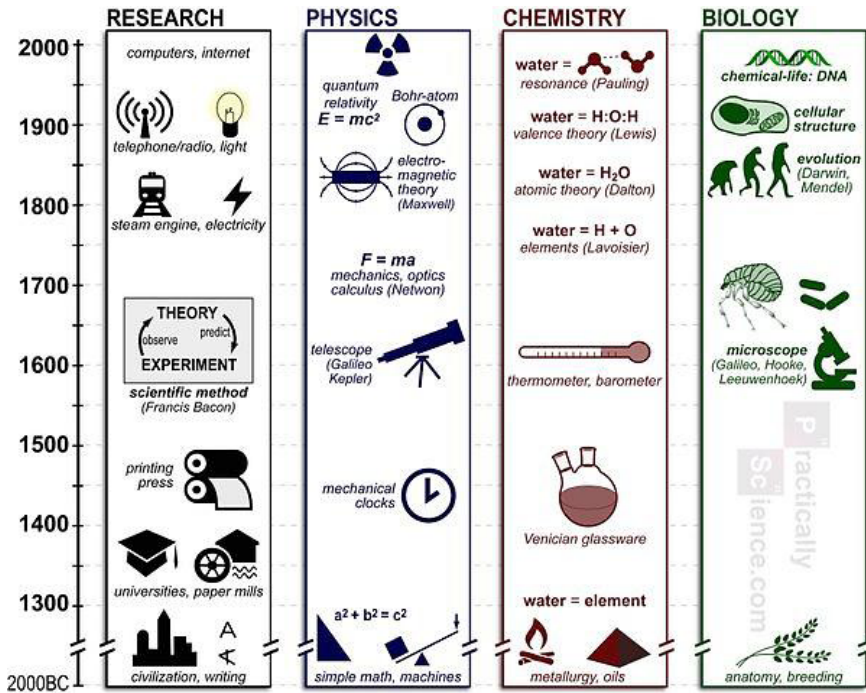 RESEARCH
PHYSICS
CHEMISTRY
BIOLOGY
2000
1900
1800
1700
1600
1500
1400
1300
2000BC
computers, internet
telephone/radio, light
steam engine, electricity
THEORY
observe
predict
EXPERIMENT
scientific method
(Francis Bacon)
printing
press
universities, paper mills
A
A
civilization, writing
quantum
relativity
E = mc²
Bohr-atom
electro-
magnetic
theory
(Maxwell)
F = ma
mechanics, optics
calculus (Netwon)
telescope
(Galileo
Kepler)
mechanical
clocks
a² + b² = c²
simple math, machines
water =
resonance (Pauling)
water = H:O:H
valence theory (Lewis)
water = H₂O
atomic theory (Dalton)
water = H + O
elements (Lavoisier)
thermometer, barometer
Venician glassware
water = element
metallurgy, oils
chemical-life: DNA
cellular
structure
evolution
(Darwin,
Mendel)
microscope
(Galileo, Hooke,
Leeuwenhoek)
anatomy, breeding
Practically
Science.com